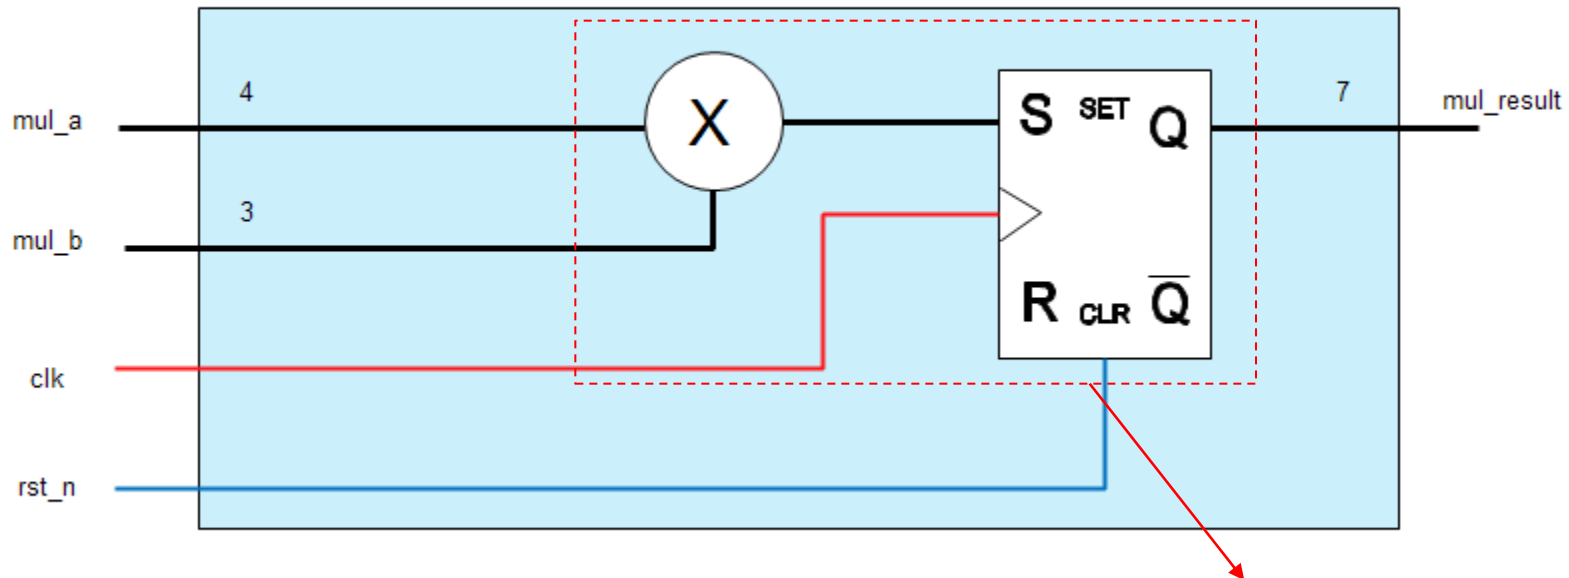 4
mul_a
X
S SET Q
7
mul_result
3
mul_b
R CLR Q̅
clk
rst_n